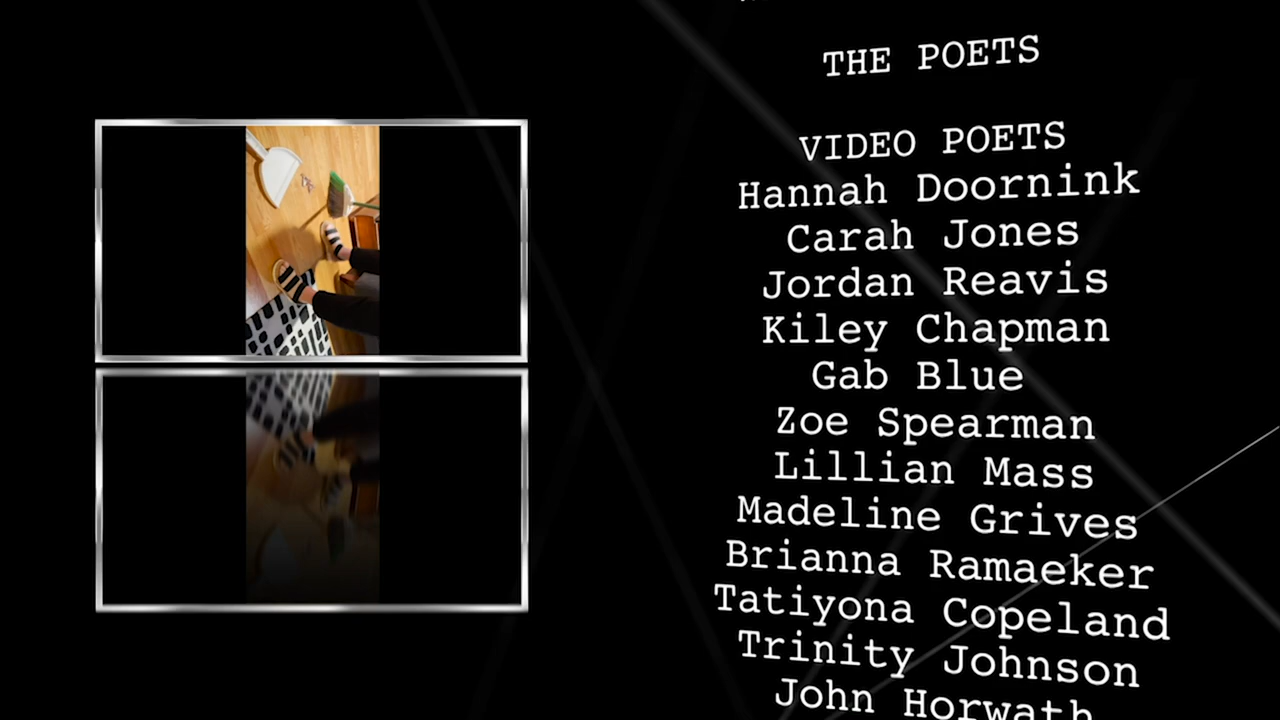 THE POETS
VIDEO POETS
Hannah Doornink
Carah Jones
Jordan Reavis
Kiley Chapman
Gab Blue
Zoe Spearman
Lillian Mass
Madeline Grives
Brianna Ramaeker
Tatiyona Copeland
Trinity Johnson
John Horwath